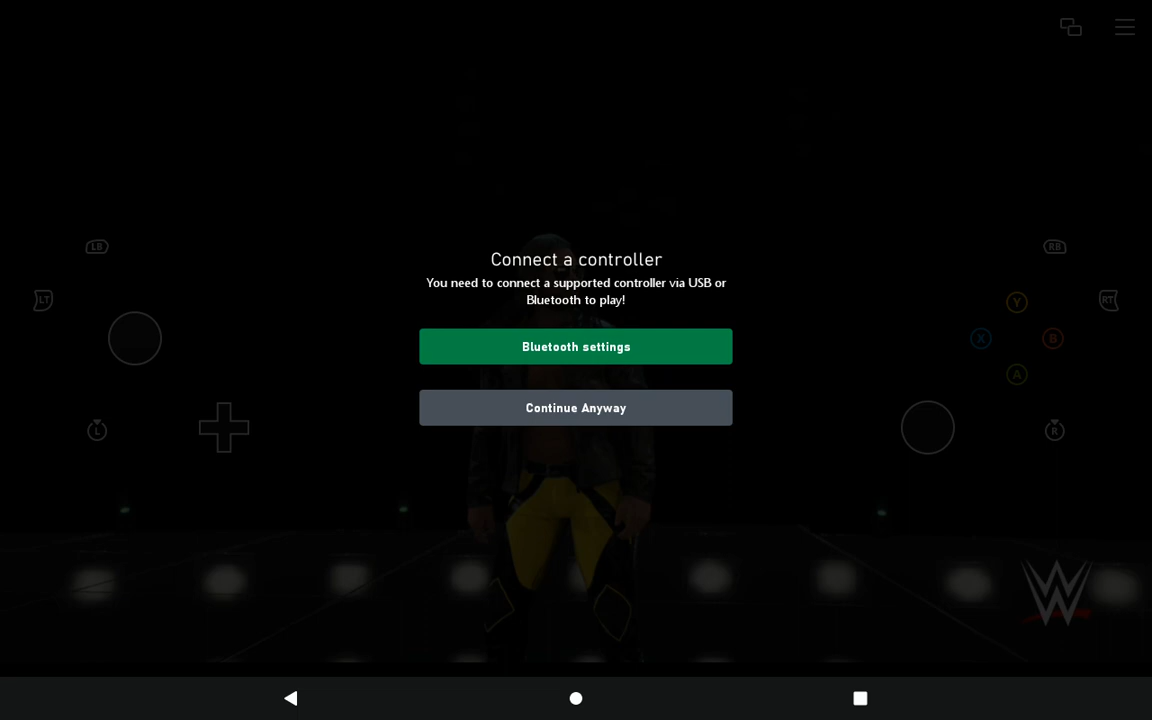 LB
RB
Connect a controller
You need to connect a supported controller via USB or
Bluetooth to play!
LT
RT
Y
X
B
Bluetooth settings
A
Continue Anyway
L
R
W